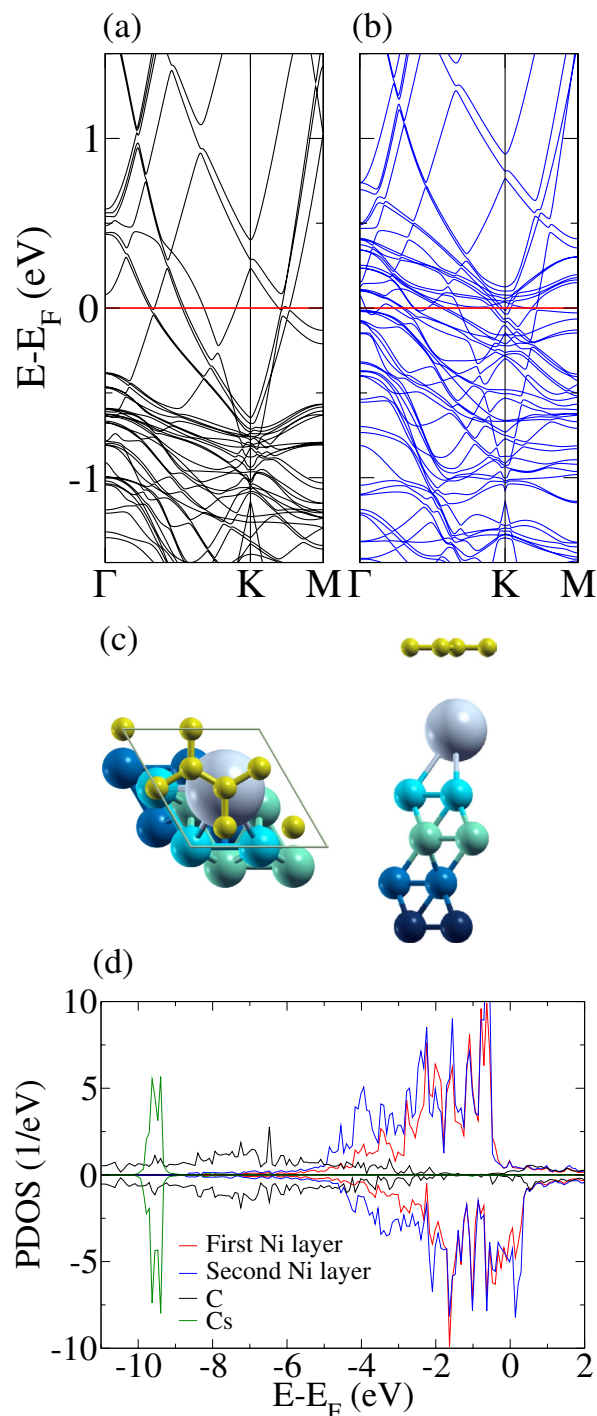 (a) (b)
1
0
-1
E-E_F (eV)
Γ K M Γ K M
(c)
(d)
10
5
0
-5
-10
PDOS (1/eV)
First Ni layer
Second Ni layer
C
Cs
-10 -8 -6 -4 -2 0 2
E-E_F (eV)